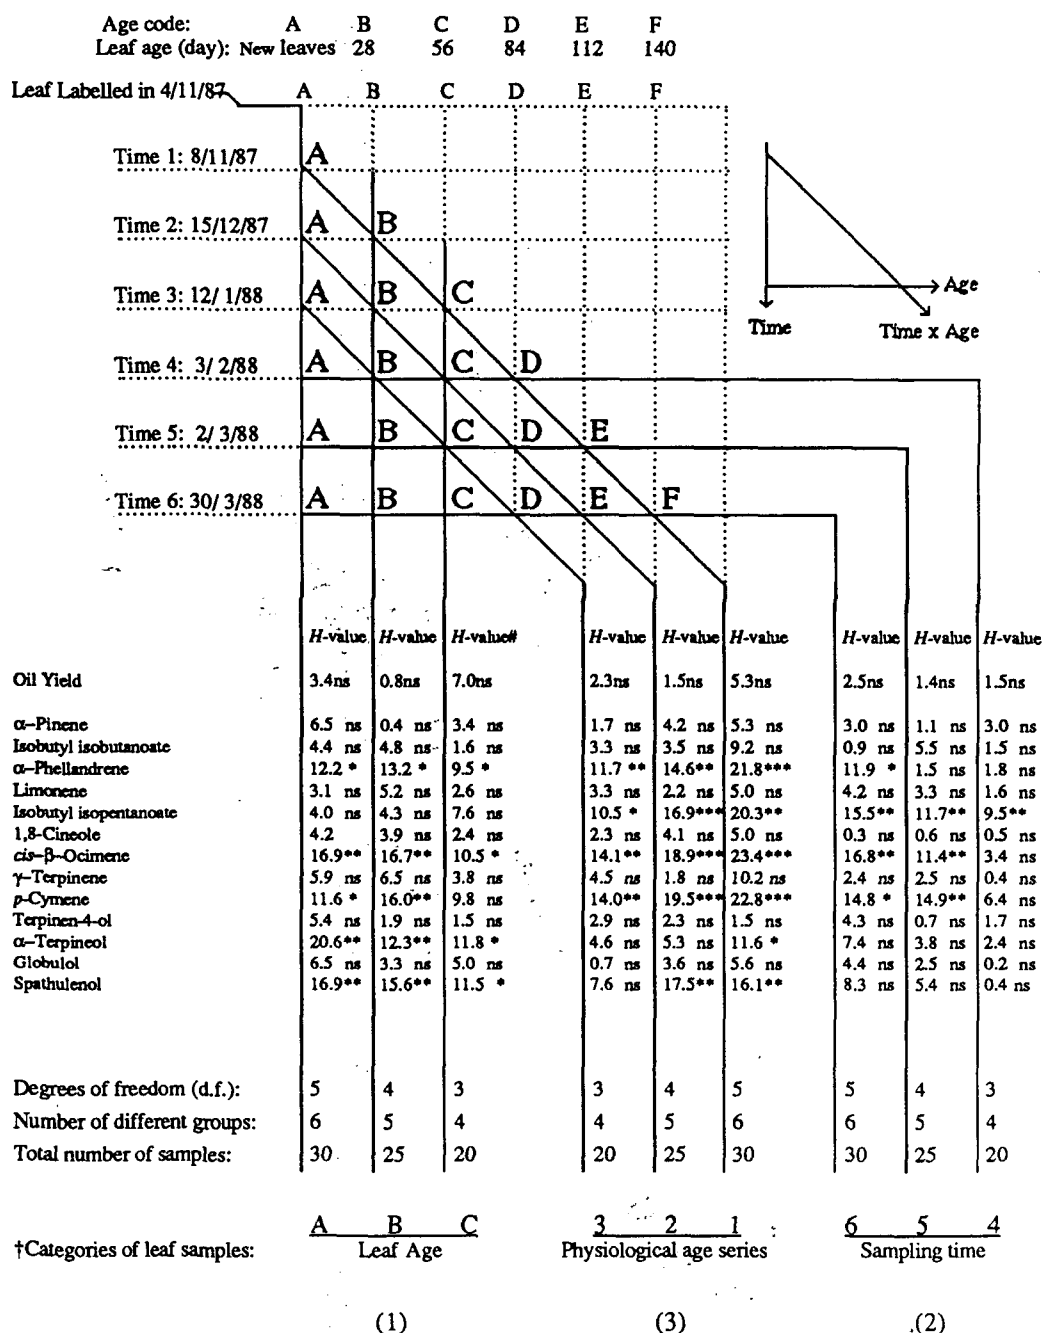 Age code: A B C D E F
Leaf age (day): New leaves 28 56 84 112 140
Leaf Labelled in 4/11/87 A B C D E F
Time 1: 8/11/87 A
Time 2: 15/12/87 A B
Time 3: 12/ 1/88 A B C
Time 4: 3/ 2/88 A B C D
Time 5: 2/ 3/88 A B C D E
Time 6: 30/ 3/88 A B C D E F
Age
Time
Time x Age
H-value H-value H-value# H-value H-value H-value H-value H-value H-value
Oil Yield 3.4ns 0.8ns 7.0ns 2.3ns 1.5ns 5.3ns 2.5ns 1.4ns 1.5ns
α–Pinene 6.5 ns 0.4 ns 3.4 ns 1.7 ns 4.2 ns 5.3 ns 3.0 ns 1.1 ns 3.0 ns
Isobutyl isobutanoate 4.4 ns 4.8 ns 1.6 ns 3.3 ns 3.5 ns 9.2 ns 0.9 ns 5.5 ns 1.5 ns
α–Phellandrene 12.2 * 13.2 * 9.5 * 11.7 ** 14.6** 21.8*** 11.9 * 1.5 ns 1.8 ns
Limonene 3.1 ns 5.2 ns 2.6 ns 3.3 ns 2.2 ns 5.0 ns 4.2 ns 3.3 ns 1.6 ns
Isobutyl isopentanoate 4.0 ns 4.3 ns 7.6 ns 10.5 * 16.9*** 20.3** 15.5** 11.7** 9.5**
1,8-Cineole 4.2 3.9 ns 2.4 ns 2.3 ns 4.1 ns 5.0 ns 0.3 ns 0.6 ns 0.5 ns
cis–β–Ocimene 16.9** 16.7** 10.5 * 14.1** 18.9*** 23.4*** 16.8** 11.4** 3.4 ns
γ–Terpinene 5.9 ns 6.5 ns 3.8 ns 4.5 ns 1.8 ns 10.2 ns 2.4 ns 2.5 ns 0.4 ns
p–Cymene 11.6 * 16.0** 9.8 ns 14.0** 19.5*** 22.8*** 14.8 * 14.9** 6.4 ns
Terpinen-4-ol 5.4 ns 1.9 ns 1.5 ns 2.9 ns 2.3 ns 1.5 ns 4.3 ns 0.7 ns 1.7 ns
α–Terpineol 20.6** 12.3** 11.8 * 4.6 ns 5.3 ns 11.6 * 7.4 ns 3.8 ns 2.4 ns
Globulol 6.5 ns 3.3 ns 5.0 ns 0.7 ns 3.6 ns 5.6 ns 4.4 ns 2.5 ns 0.2 ns
Spathulenol 16.9** 15.6** 11.5 * 7.6 ns 17.5** 16.1** 8.3 ns 5.4 ns 0.4 ns
Degrees of freedom (d.f.): 5 4 3 3 4 5 5 4 3
Number of different groups: 6 5 4 4 5 6 6 5 4
Total number of samples: 30 25 20 20 25 30 30 25 20
A B C 3 2 1 6 5 4
†Categories of leaf samples: Leaf Age Physiological age series Sampling time
(1) (3) (2)